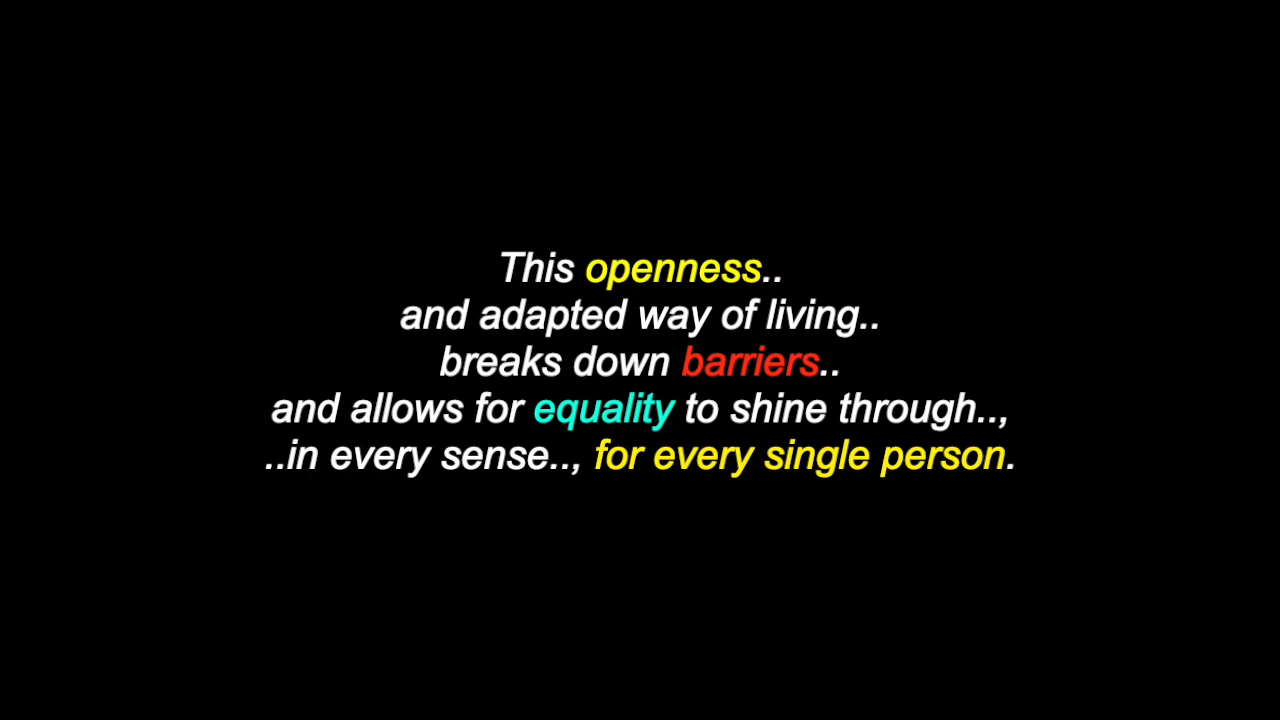 This openness..
and adapted way of living..
breaks down barriers..
and allows for equality to shine through..,
..in every sense.., for every single person.